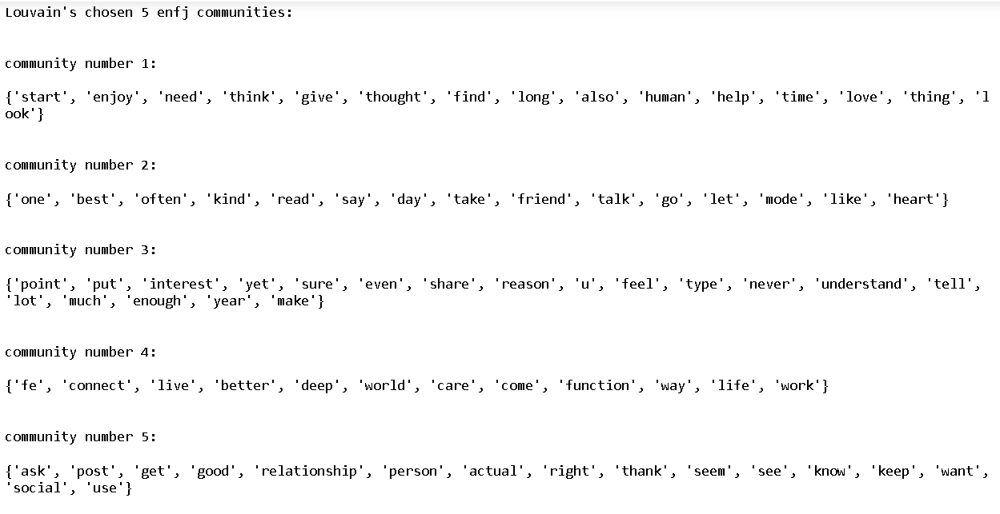 Louvain's chosen 5 enfj communities:
community number 1:
{'start', 'enjoy', 'need', 'think', 'give', 'thought', 'find', 'long', 'also', 'human', 'help', 'time', 'love', 'thing', 'l
ook'}
community number 2:
{'one', 'best', 'often', 'kind', 'read', 'say', 'day', 'take', 'friend', 'talk', 'go', 'let', 'mode', 'like', 'heart'}
community number 3:
{'point', 'put', 'interest', 'yet', 'sure', 'even', 'share', 'reason', 'u', 'feel', 'type', 'never', 'understand', 'tell',
'lot', 'much', 'enough', 'year', 'make'}
community number 4:
{'fe', 'connect', 'live', 'better', 'deep', 'world', 'care', 'come', 'function', 'way', 'life', 'work'}
community number 5:
{'ask', 'post', 'get', 'good', 'relationship', 'person', 'actual', 'right', 'thank', 'seem', 'see', 'know', 'keep', 'want',
'social', 'use'}